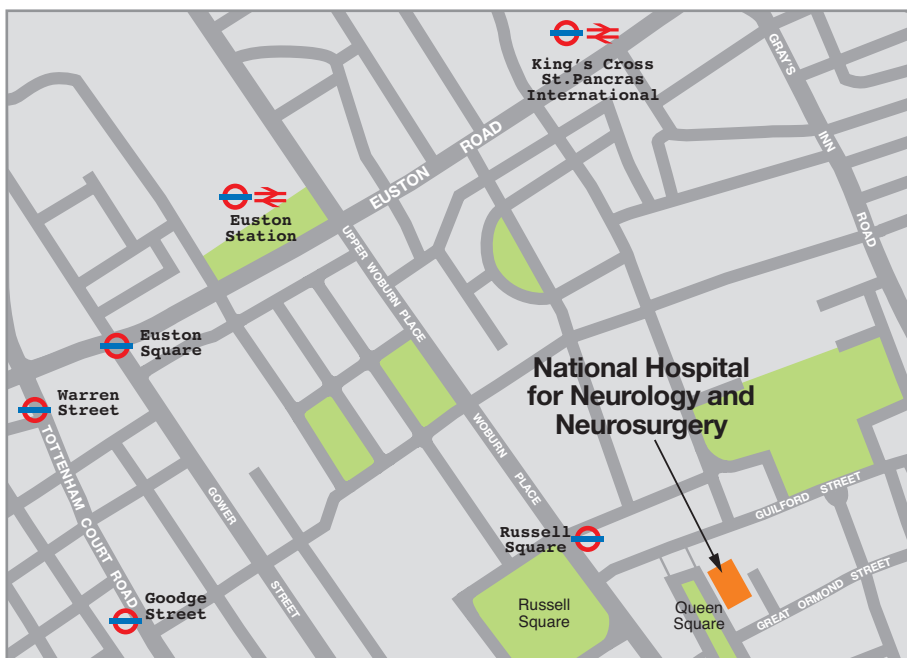 King's Cross
St.Pancras
International
GRAY'S
INN
ROAD
EUSTON
ROAD
Euston
Station
UPPER WOBURN PLACE
Euston
Square
Warren
Street
National Hospital
for Neurology and
Neurosurgery
TOTTENHAM COURT ROAD
GOWER
STREET
WOBURN
PLACE
GUILFORD STREET
Russell
Square
Goodge
Street
Russell
Square
Queen
Square
GREAT ORMOND STREET